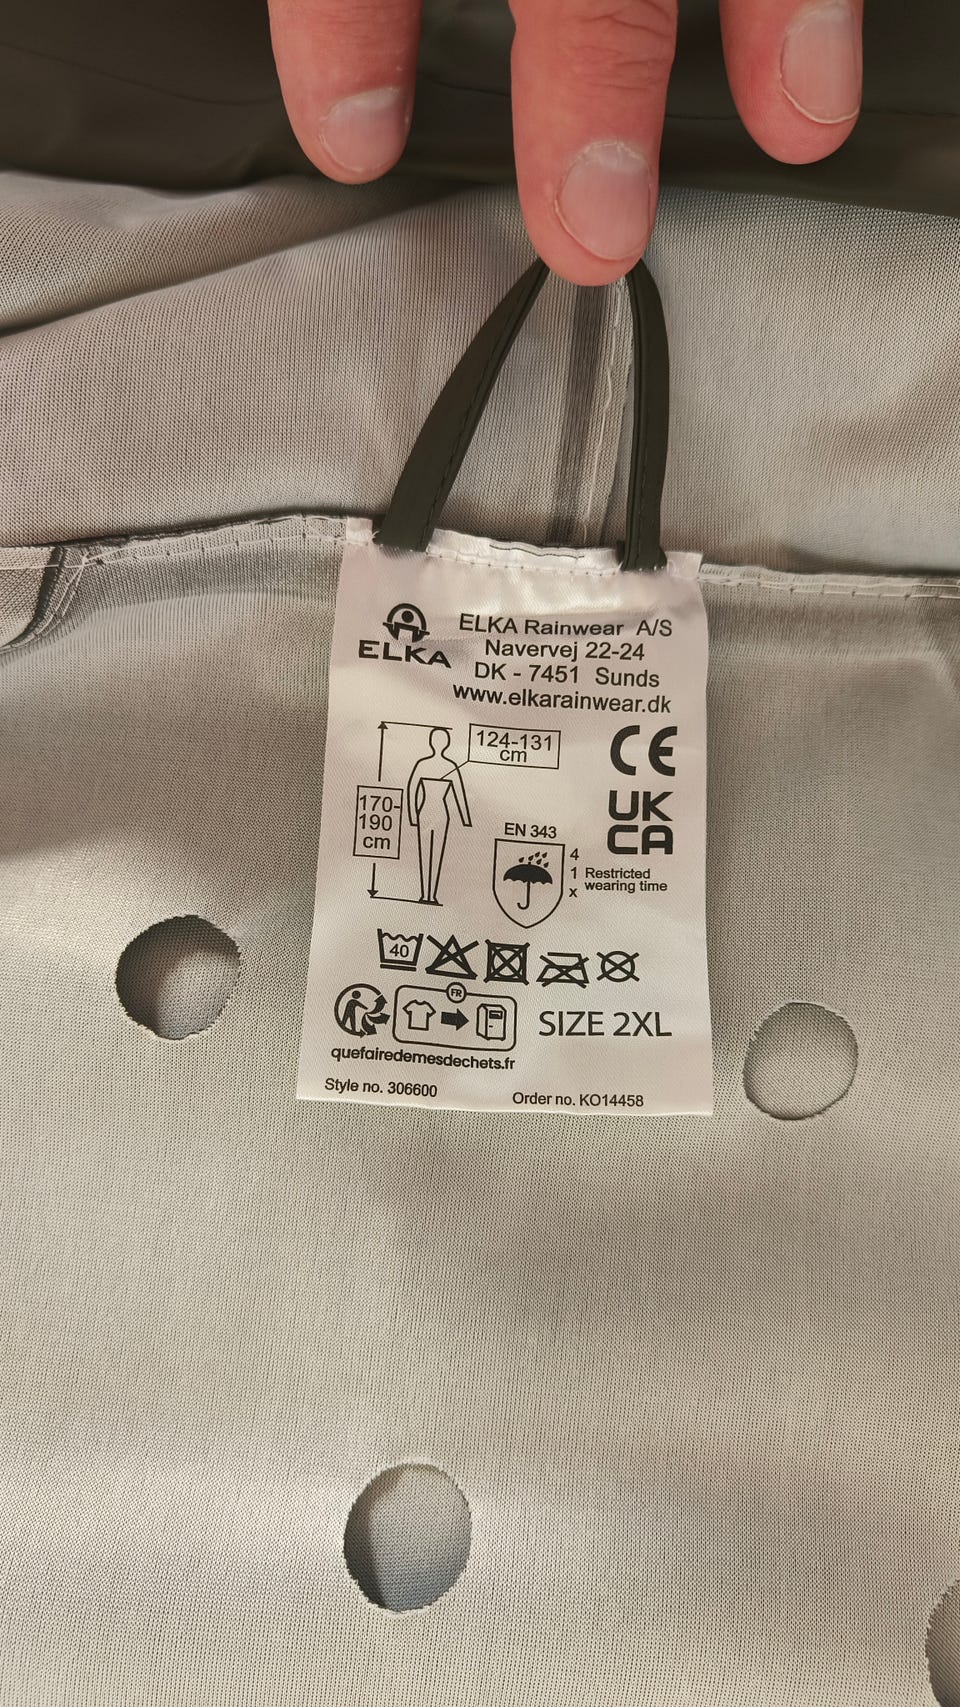 ELKA
ELKA Rainwear A/S
Navervej 22-24
DK - 7451 Sunds
www.elkarainwear.dk
124-131
cm
170-
190
cm
CE
UK
CA
EN 343
4
1
x
Restricted
wearing time
40
FR
SIZE 2XL
quefairedemesdechets.fr
Style no. 306600
Order no. KO14458